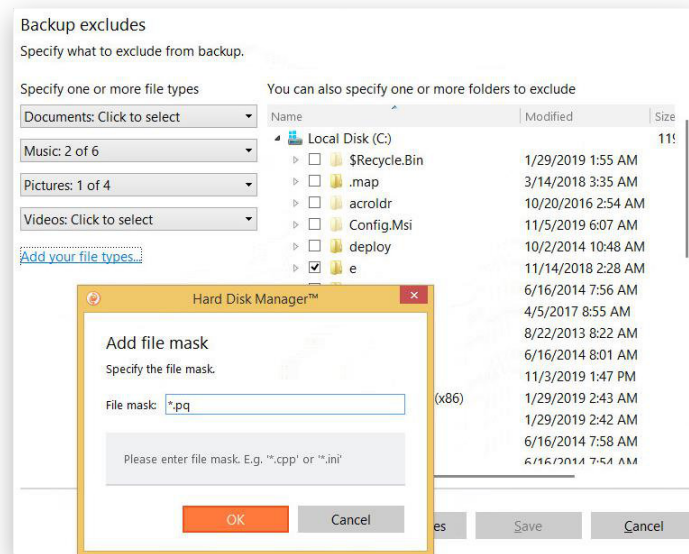 Backup excludes
Specify what to exclude from backup.
Specify one or more file types
You can also specify one or more folders to exclude
Documents: Click to select
Music: 2 of 6
Pictures: 1 of 4
Videos: Click to select
Add your file types...
Name Modified Size
Local Disk (C:) 119
$Recycle.Bin 1/29/2019 1:55 AM
.map 3/14/2018 3:35 AM
acroldr 10/20/2016 2:54 AM
Config.Msi 11/5/2019 6:07 AM
deploy 10/2/2014 10:48 AM
e 11/14/2018 2:28 AM
6/16/2014 7:56 AM
4/5/2017 8:55 AM
8/22/2013 8:22 AM
6/16/2014 8:01 AM
11/3/2019 1:47 PM
(x86) 1/29/2019 2:43 AM
1/29/2019 2:42 AM
6/16/2014 7:58 AM
6/16/2014 7:54 AM
Hard Disk Manager™
Add file mask
Specify the file mask.
File mask: *.pq
Please enter file mask. E.g. '*.cpp' or '*.ini'
OK Cancel
es Save Cancel